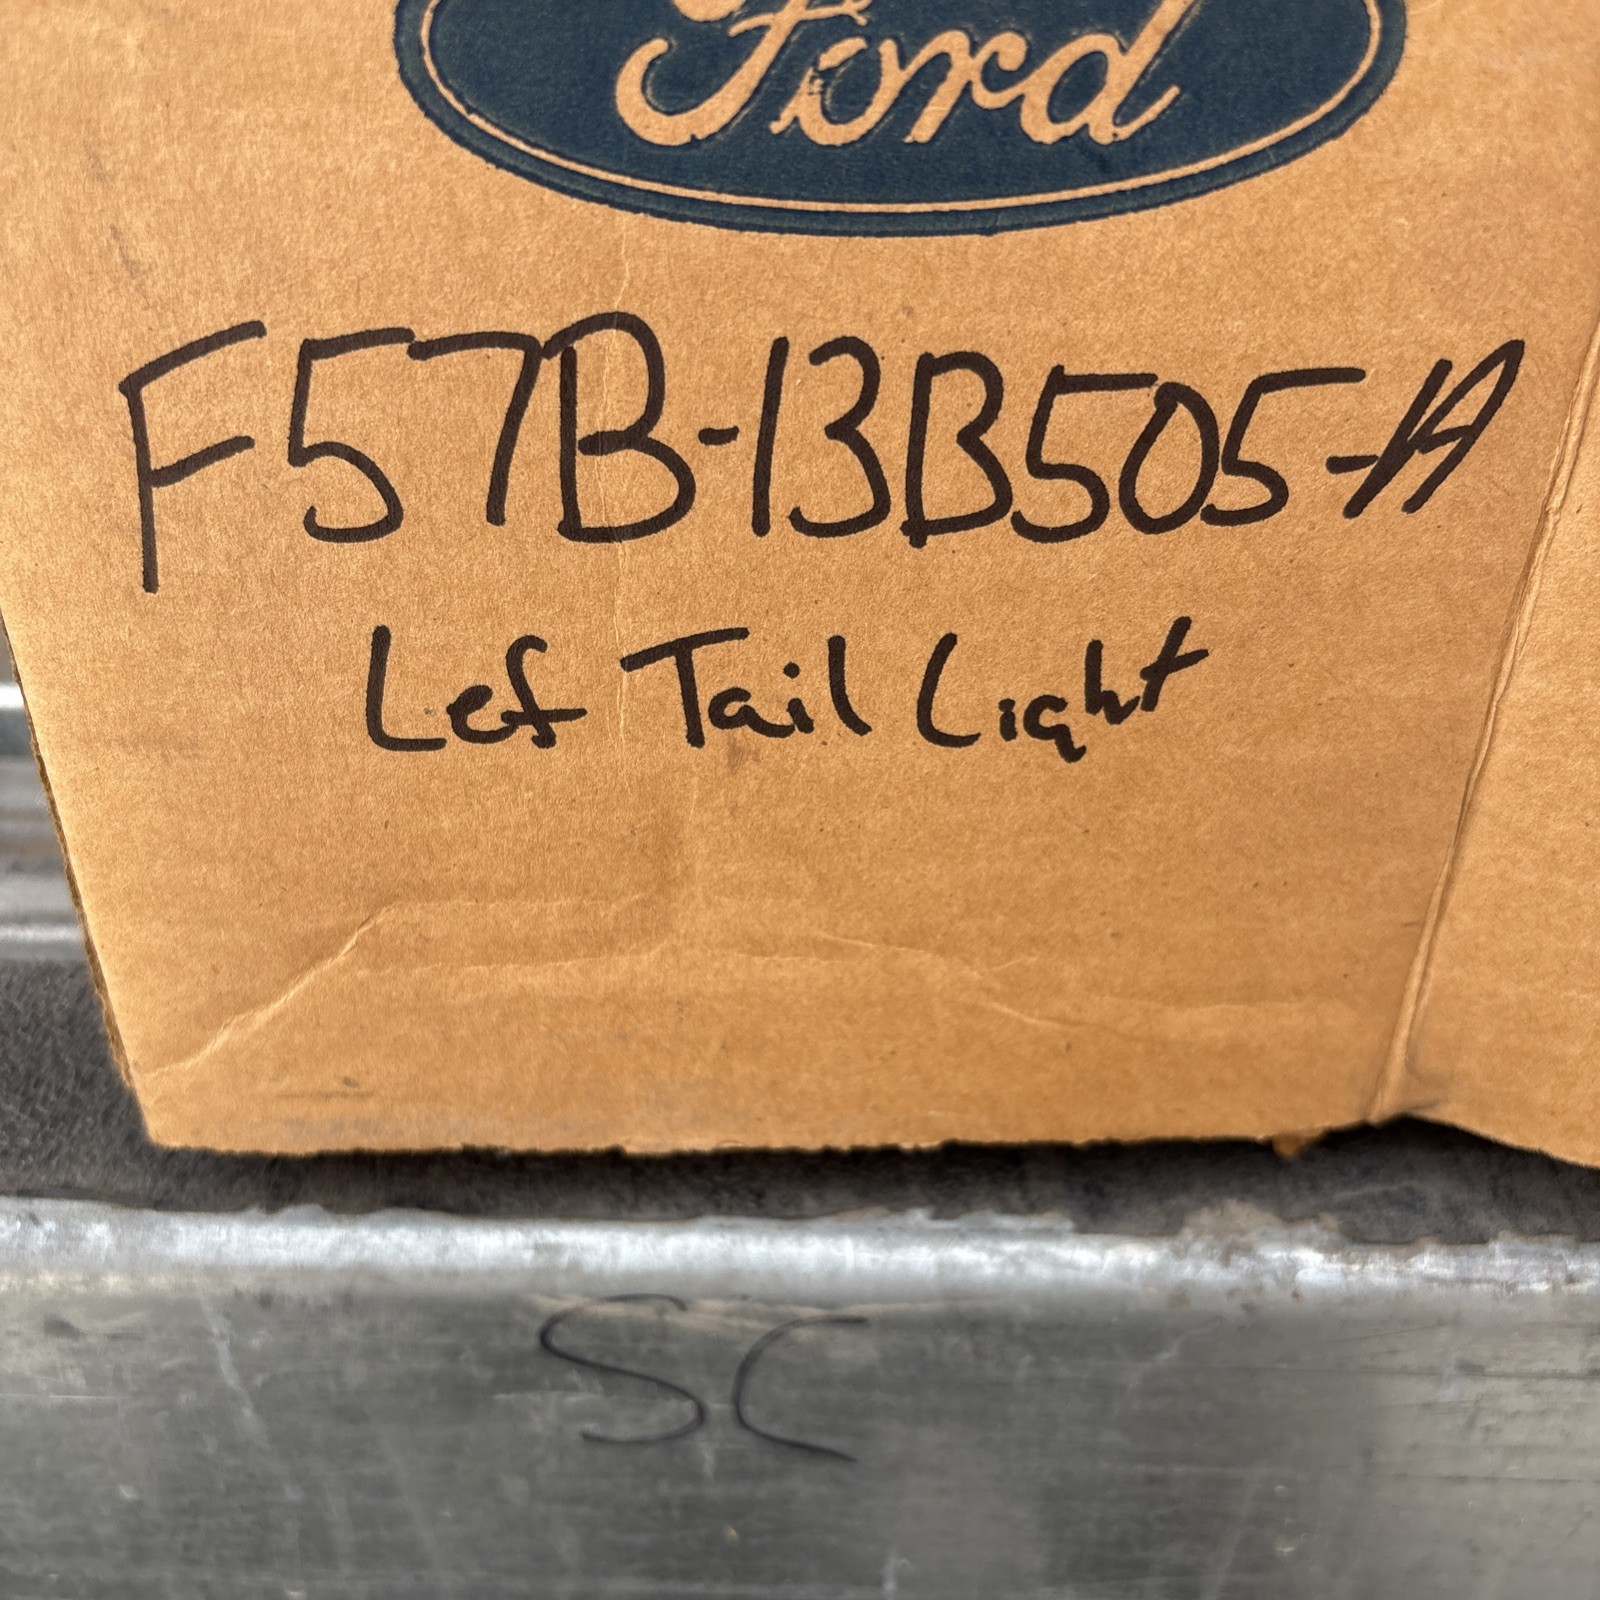 Ford
F57B-13B505-A
Lef Tail Light
SC